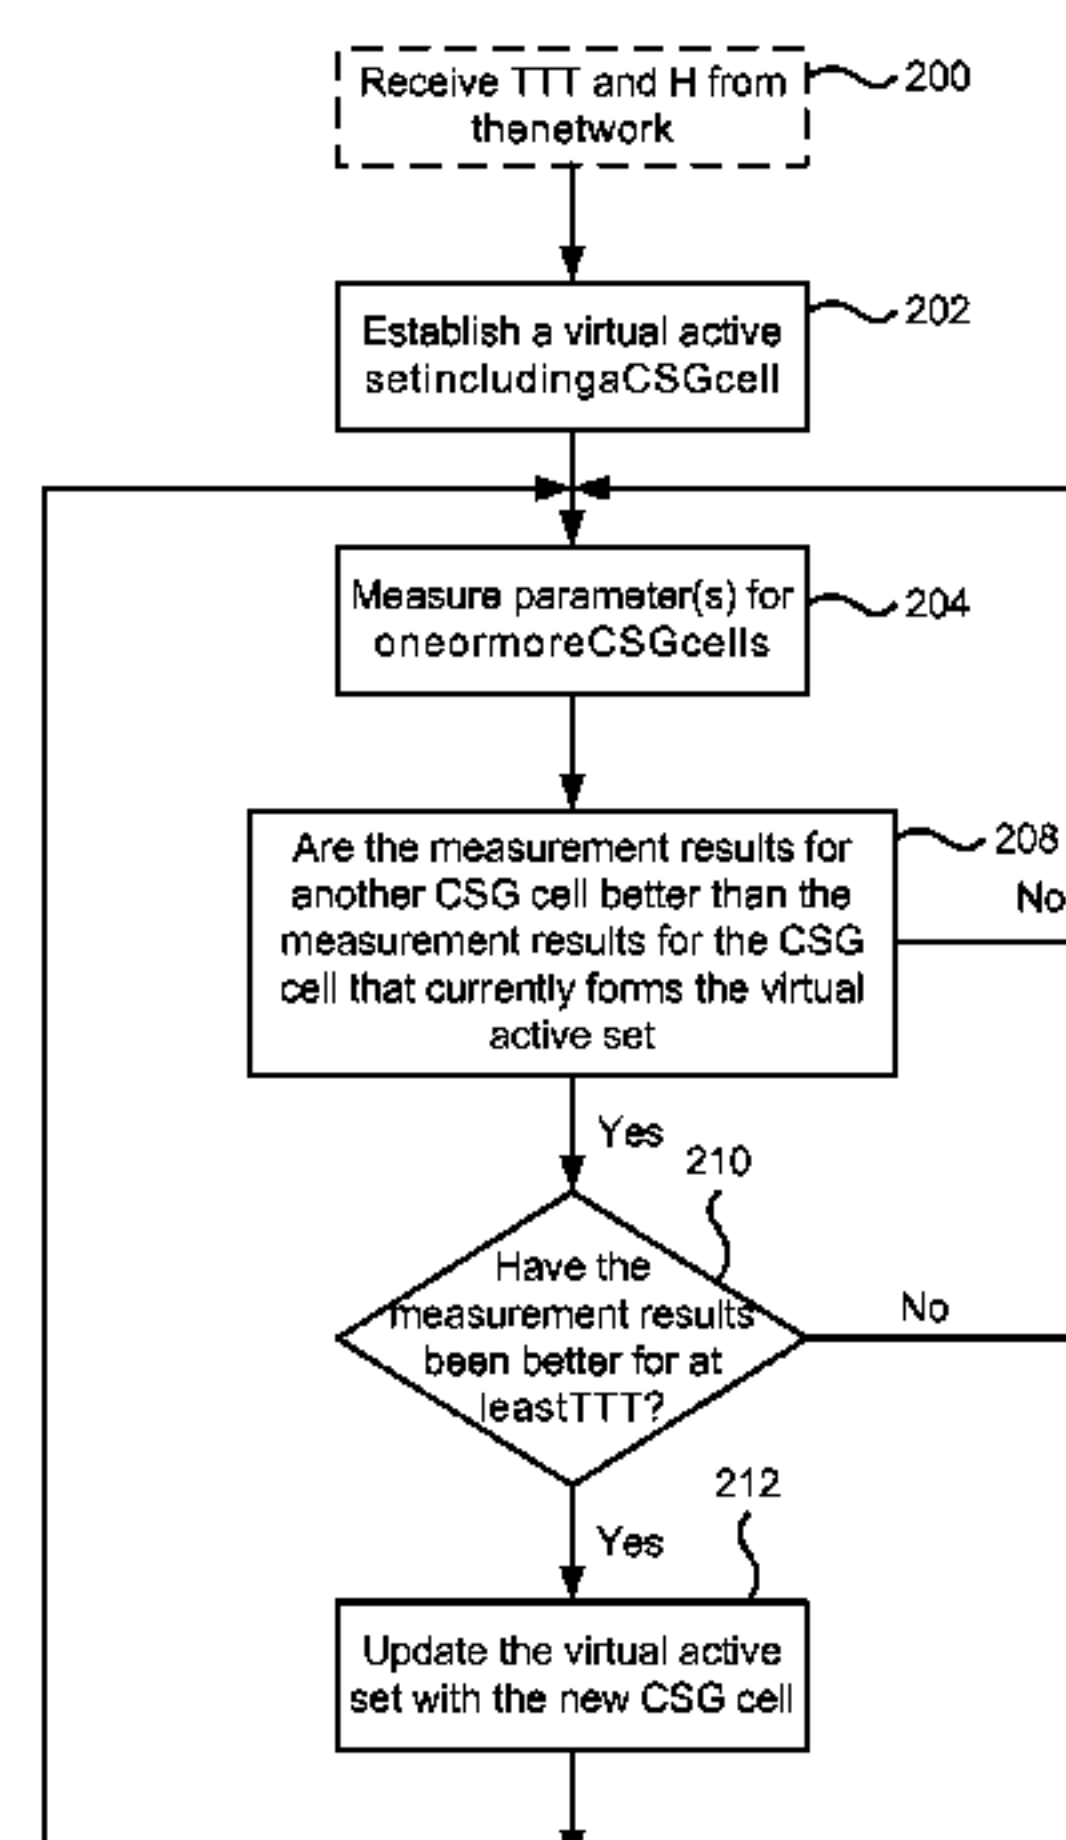 Receive TTT and H from
thenetwork
200
Establish a virtual active
setincludingaCSGcell
202
Measure parameter(s) for
oneormoreCSGcells
204
Are the measurement results for
another CSG cell better than the
measurement results for the CSG
cell that currently forms the virtual
active set
208
No
Yes
210
Have the
measurement results
been better for at
leastTTT?
No
Yes
212
Update the virtual active
set with the new CSG cell